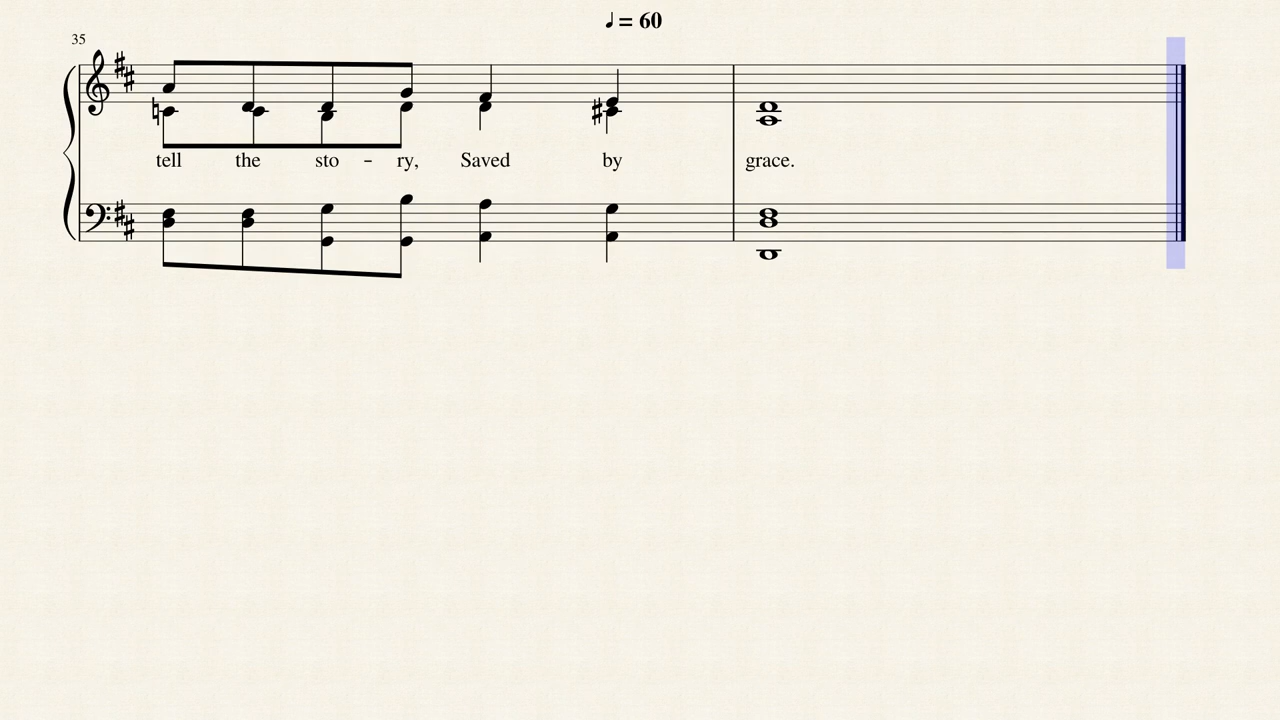 ♩ = 60
35
tell the sto - ry, Saved by grace.